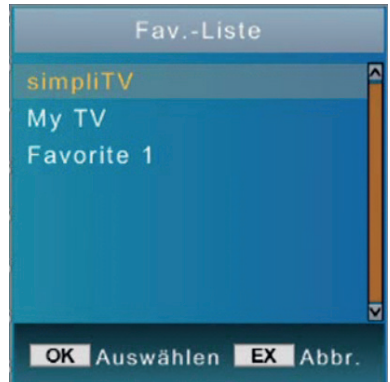 Fav.-Liste
simpliTV
My TV
Favorite 1
OK Auswählen EX Abbr.